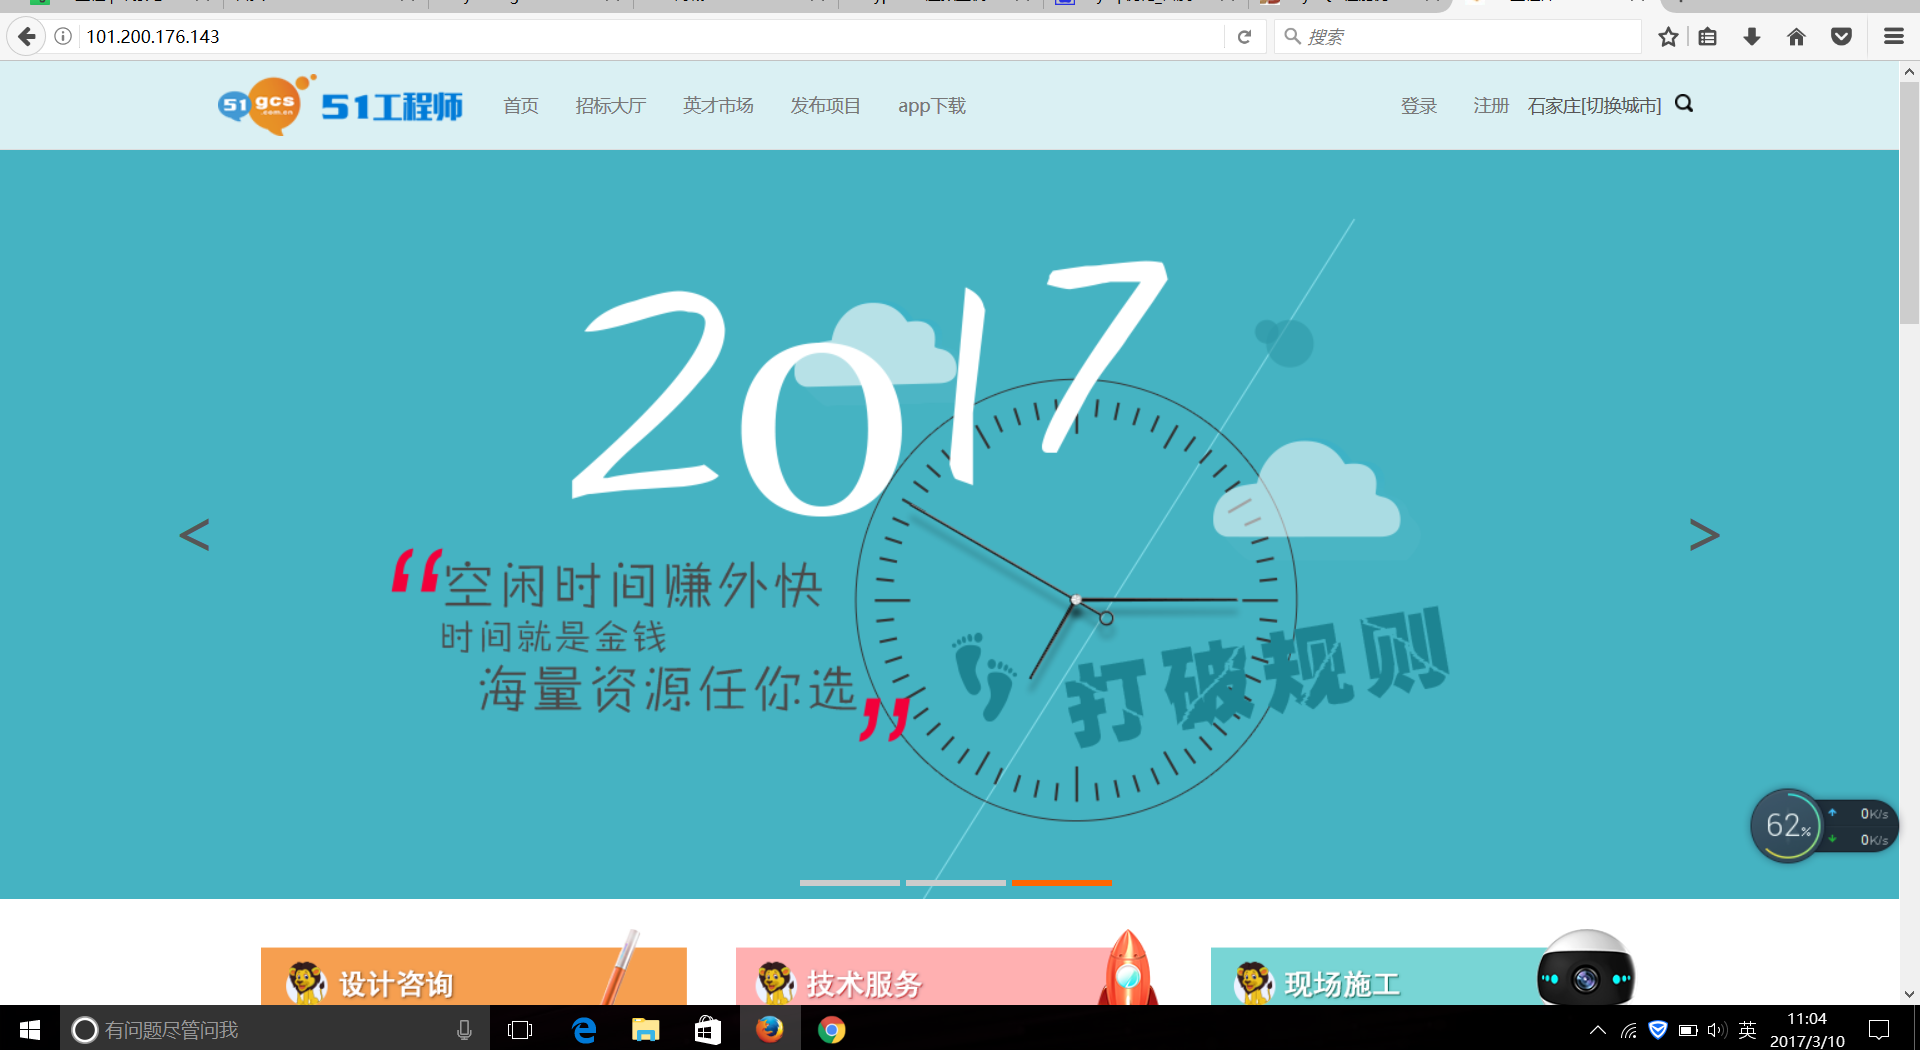 101.200.176.143
搜索
51
gcs
.com.cn
51工程师
首页
招标大厅
英才市场
发布项目
app下载
登录
注册
石家庄[切换城市]
2017
<
>
“空闲时间赚外快
时间就是金钱
海量资源任你选”
打破规则
62%
0K/s
0K/s
设计咨询
技术服务
现场施工
有问题尽管问我
英
11:04
2017/3/10